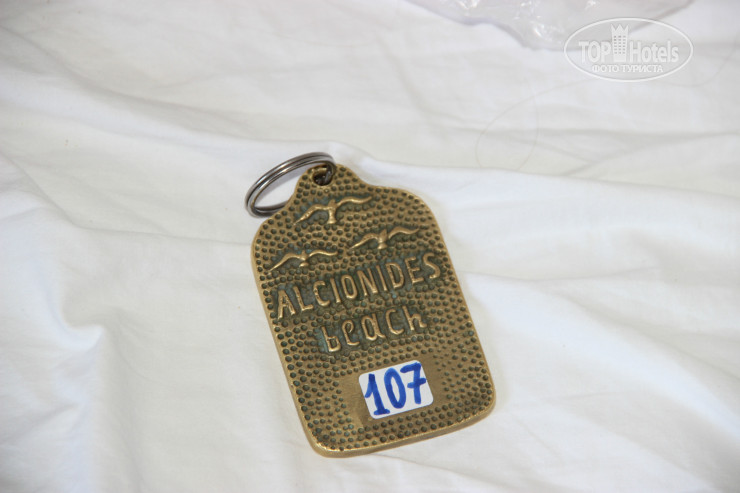 TOP Hotels
ФОТО ТУРИСТА
ALCIONIDES
beach
107